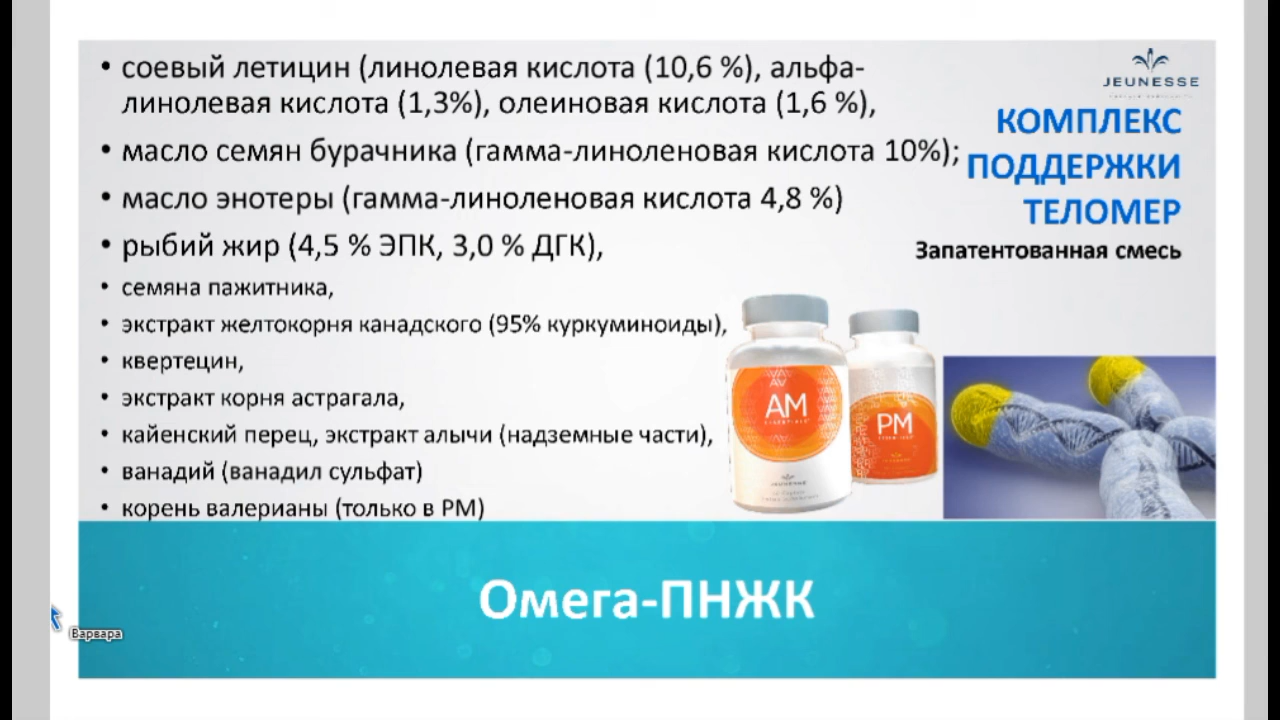 • соевый летицин (линолевая кислота (10,6 %), альфа-
линолевая кислота (1,3%), олеиновая кислота (1,6 %),
• масло семян бурачника (гамма-линоленовая кислота 10%);
• масло энотеры (гамма-линоленовая кислота 4,8 %)
• рыбий жир (4,5 % ЭПК, 3,0 % ДГК),
• семяна пажитника,
• экстракт желтокорня канадского (95% куркуминоиды),
• квертецин,
• экстракт корня астрагала,
• кайенский перец, экстракт алычи (надземные части),
• ванадий (ванадил сульфат)
• корень валерианы (только в PM)
JEUNESSE
КОМПЛЕКС
ПОДДЕРЖКИ
ТЕЛОМЕР
Запатентованная смесь
AM
JEUNESSE
PM
Омега-ПНЖК
Варвара